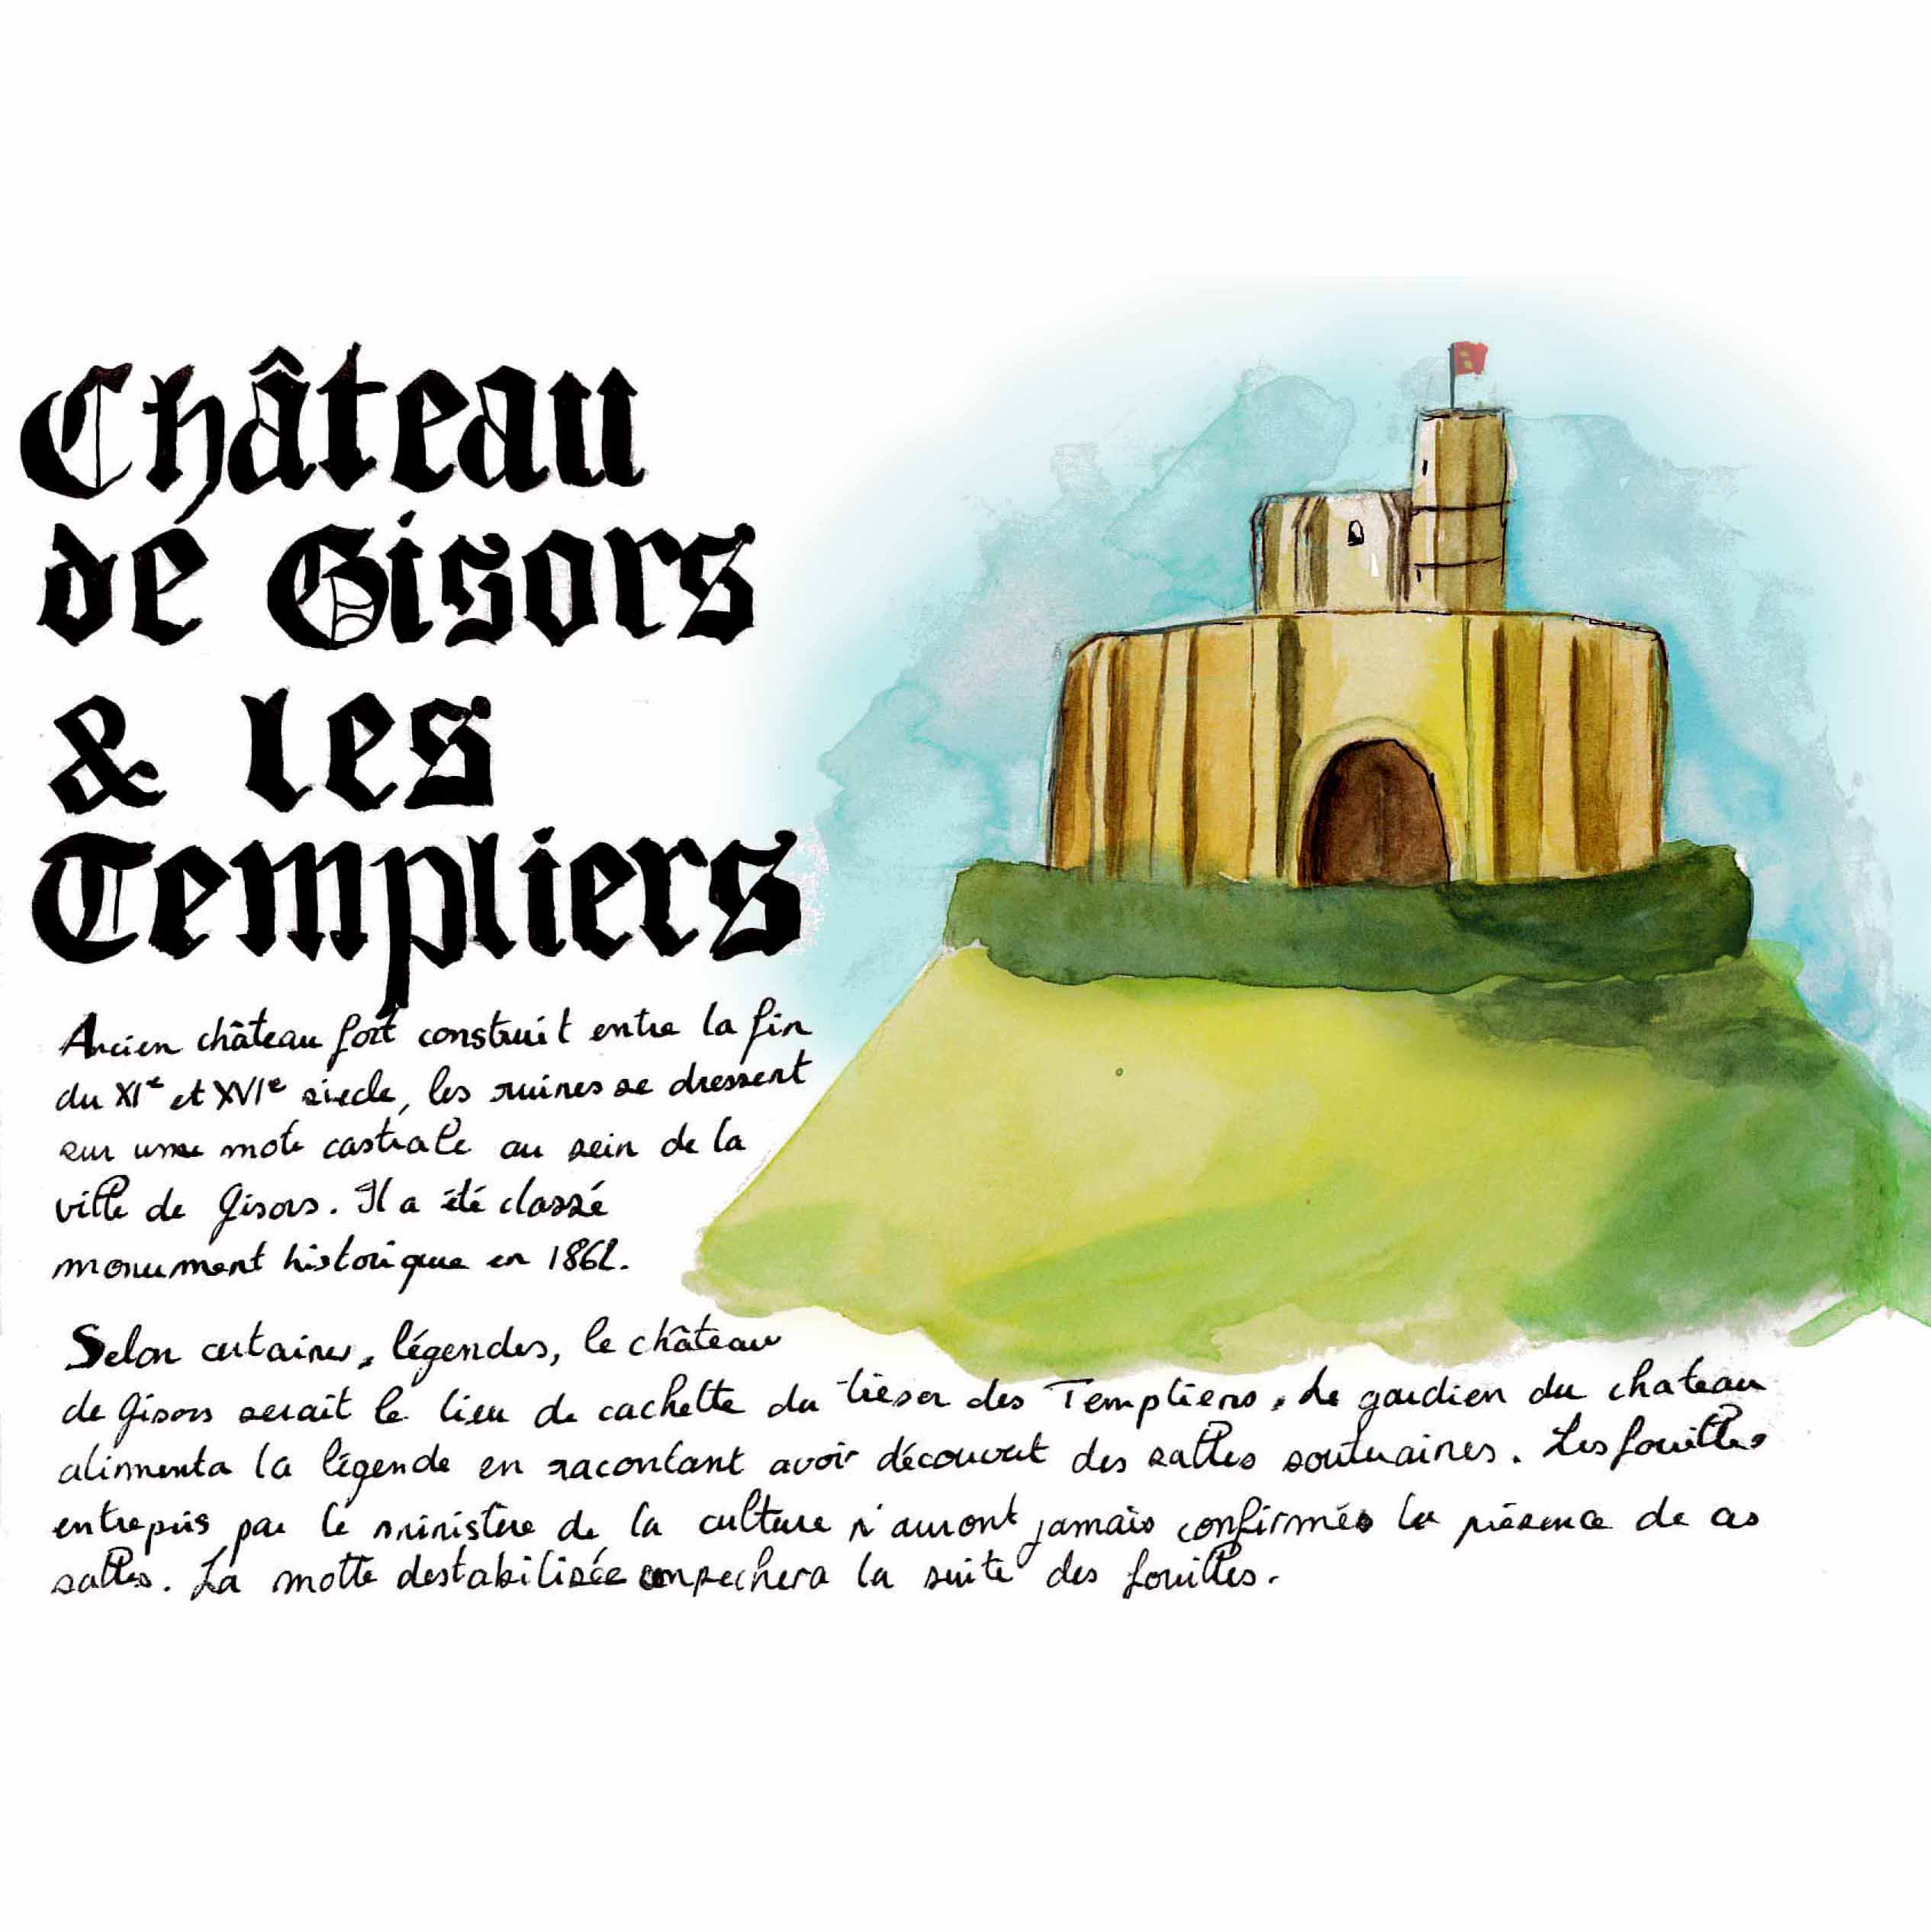 Château
de Gisors
& les
Templiers
Ancien château fort construit entre la fin
du XIe et XVIe siecle, les ruines se dressent
sur une mote castrale au sein de la
ville de Gisors. Il a été classé
monument historique en 1862.
Selon certaines, légendes, le château
de Gisors serait le lieu de cachette du trésor des Templiers. Le gardien du chateau
alimenta la légende en racontant avoir découvert des salles souteraines. Les fouilles
entrepris par le ministère de la culture n'auront jamais confirmés la présence de ces
salles. La motte destabilisée empechera la suite des fouilles.